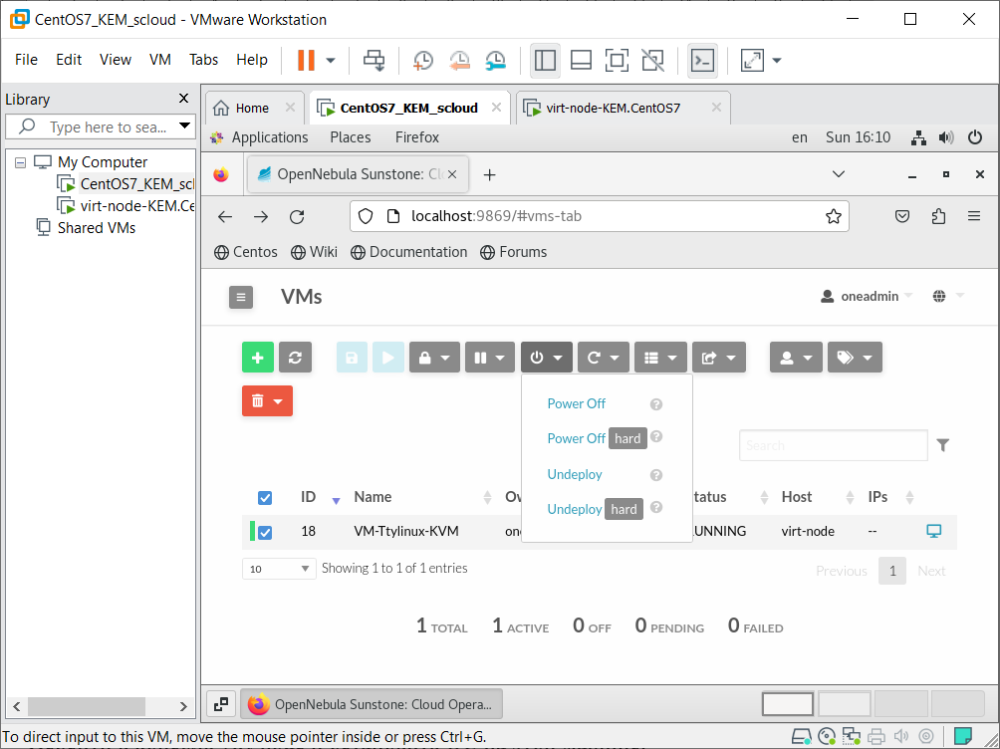 CentOS7_KEM_scloud - VMware Workstation
File Edit View VM Tabs Help
Library
Type here to sea...
My Computer
CentOS7_KEM_scl
virt-node-KEM.Ce
Shared VMs
Home
CentOS7_KEM_scloud
virt-node-KEM.CentOS7
Applications Places Firefox
en Sun 16:10
OpenNebula Sunstone: Cl
localhost:9869/#vms-tab
Centos Wiki Documentation Forums
VMs
oneadmin
Power Off
Power Off hard
Undeploy
Undeploy hard
Search
ID Name Ow tatus Host IPs
18 VM-Ttylinux-KVM one UNNING virt-node --
10 Showing 1 to 1 of 1 entries
Previous 1 Next
1 TOTAL 1 ACTIVE 0 OFF 0 PENDING 0 FAILED
OpenNebula Sunstone: Cloud Opera...
To direct input to this VM, move the mouse pointer inside or press Ctrl+G.